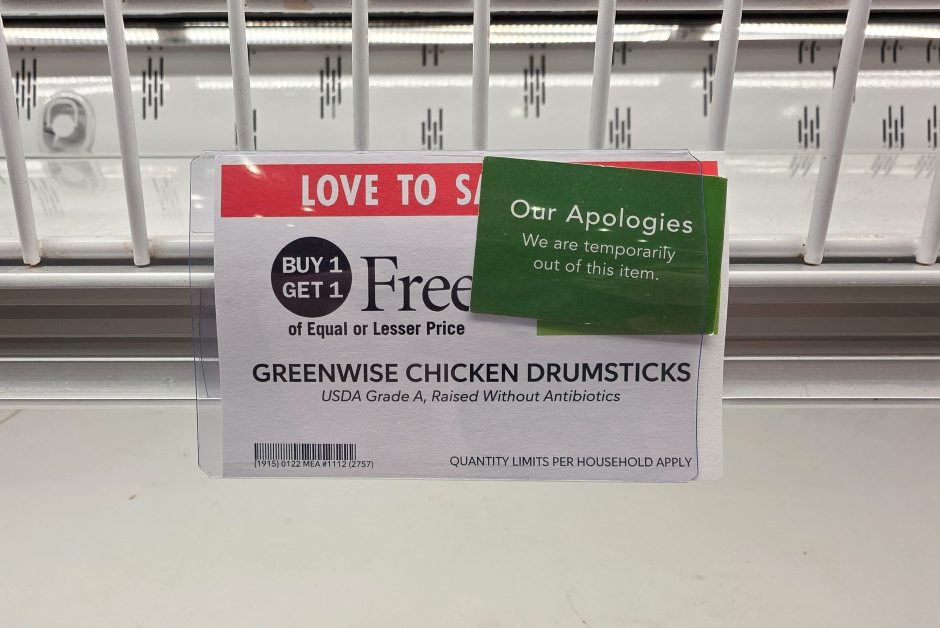 LOVE TO
Our Apologies
We are temporarily
out of this item.
BUY 1
GET 1
Free
of Equal or Lesser Price
GREENWISE CHICKEN DRUMSTICKS
USDA Grade A, Raised Without Antibiotics
(1915) 0122 MEA #1112 (2757)
QUANTITY LIMITS PER HOUSEHOLD APPLY